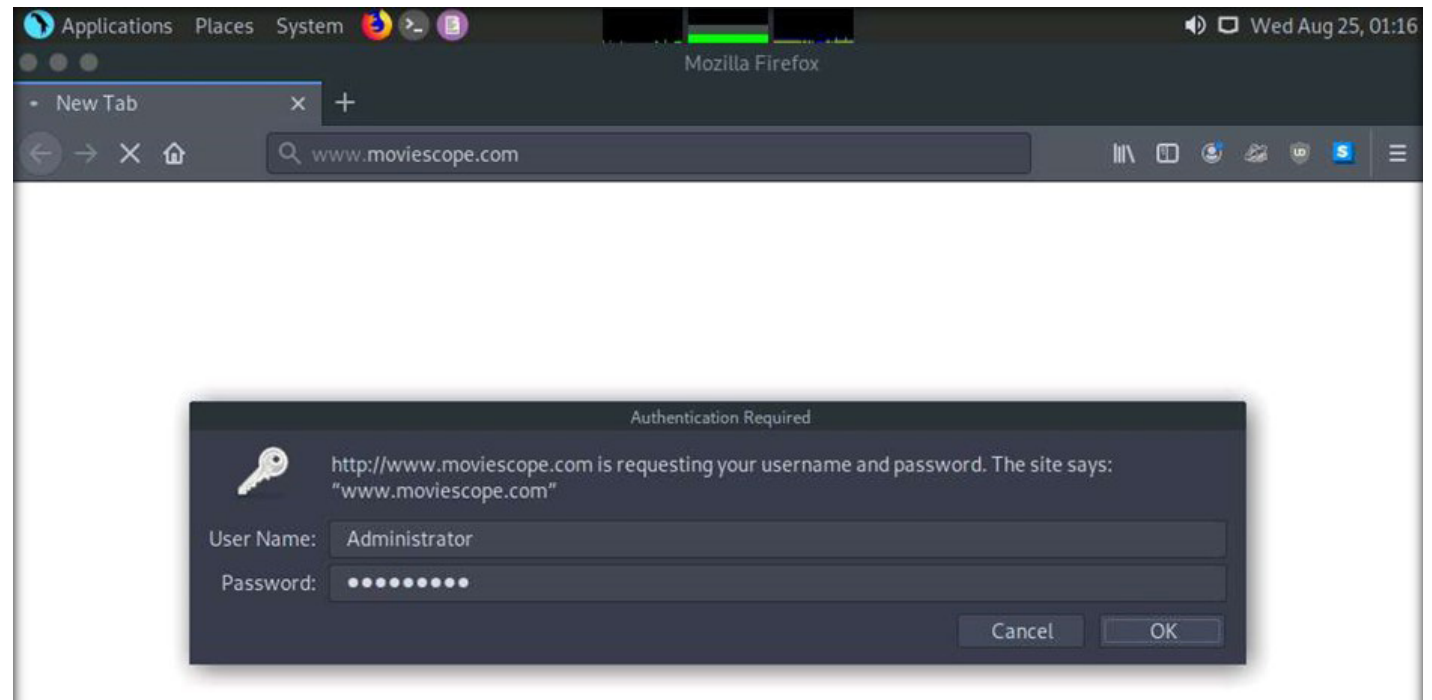 Applications Places System Wed Aug 25, 01:16
Mozilla Firefox
New Tab
www.moviescope.com
Authentication Required
http://www.moviescope.com is requesting your username and password. The site says:
"www.moviescope.com"
User Name: Administrator
Password: •••••••••
Cancel OK